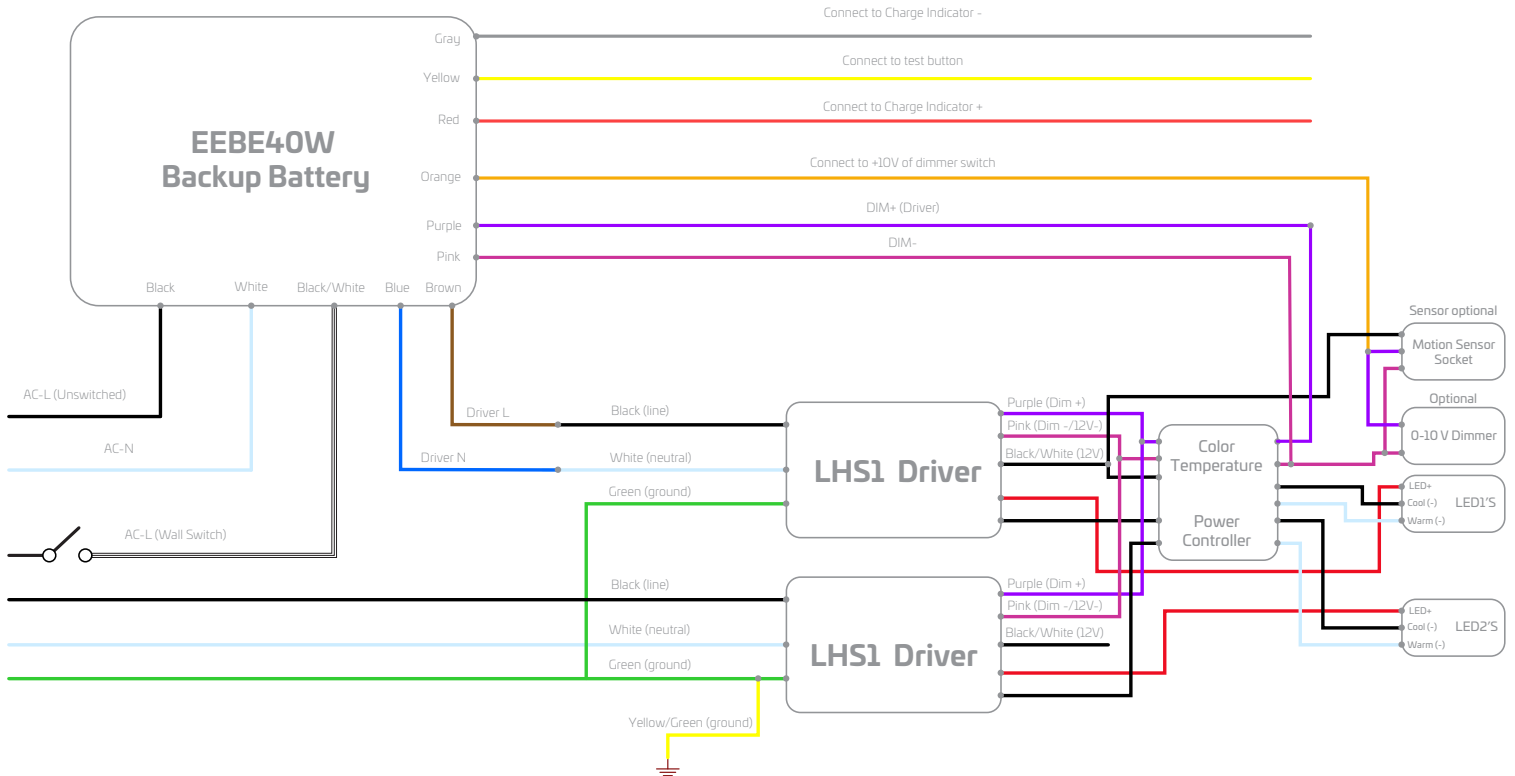 Connect to Charge Indicator -
Gray
Connect to test button
Yellow
Connect to Charge Indicator +
Red
EEBE40W
Backup Battery
Connect to +10V of dimmer switch
Orange
DIM+ (Driver)
Purple
DIM-
Pink
Black
White
Black/White
Blue
Brown
Sensor optional
Motion Sensor
Socket
AC-L (Unswitched)
Driver L
Black (line)
Purple (Dim +)
Pink (Dim -/12V-)
Black/White (12V)
Optional
0-10 V Dimmer
AC-N
Driver N
White (neutral)
Green (ground)
LHS1 Driver
Color
Temperature
Power
Controller
LED+
Cool (-)
Warm (-)
LED1'S
AC-L (Wall Switch)
Black (line)
White (neutral)
Green (ground)
LHS1 Driver
Purple (Dim +)
Pink (Dim -/12V-)
Black/White (12V)
LED+
Cool (-)
Warm (-)
LED2'S
Yellow/Green (ground)